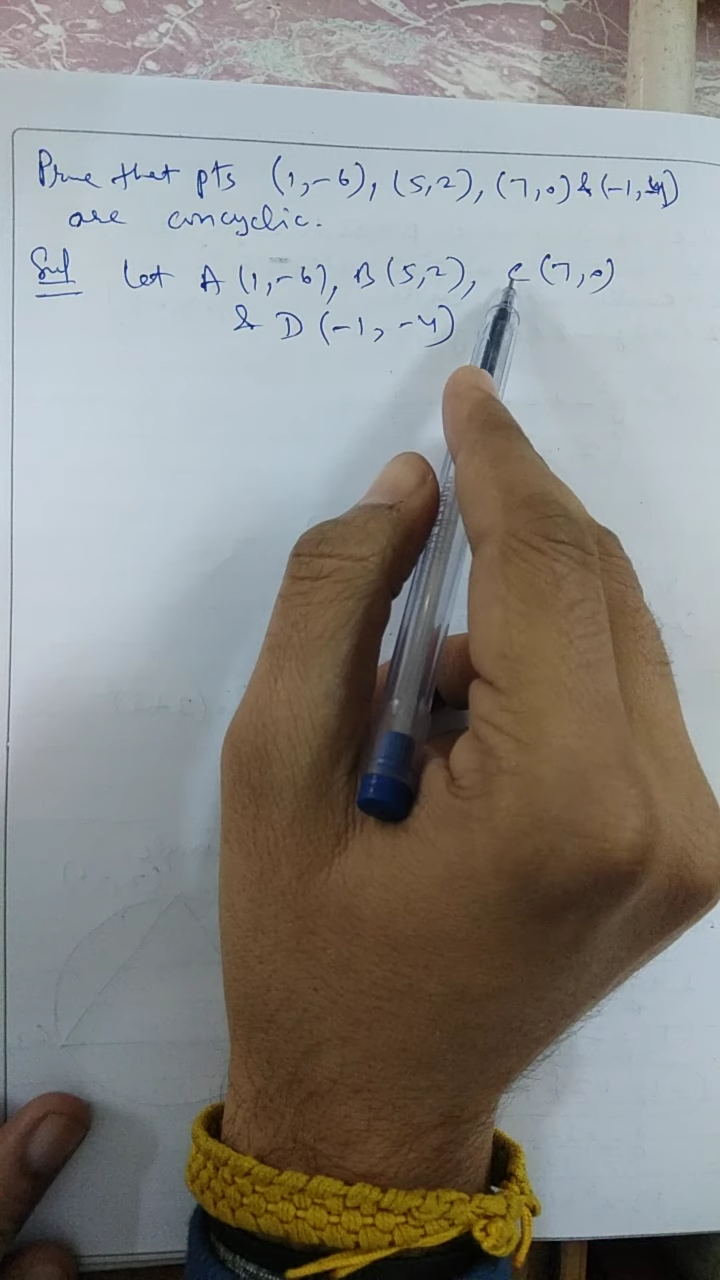 Prove that pts (1,-6), (5,2), (7,0) & (-1,-4)
are concyclic.
Sol Let A (1,-6), B (5,2), C (7,0)
& D (-1,-4)